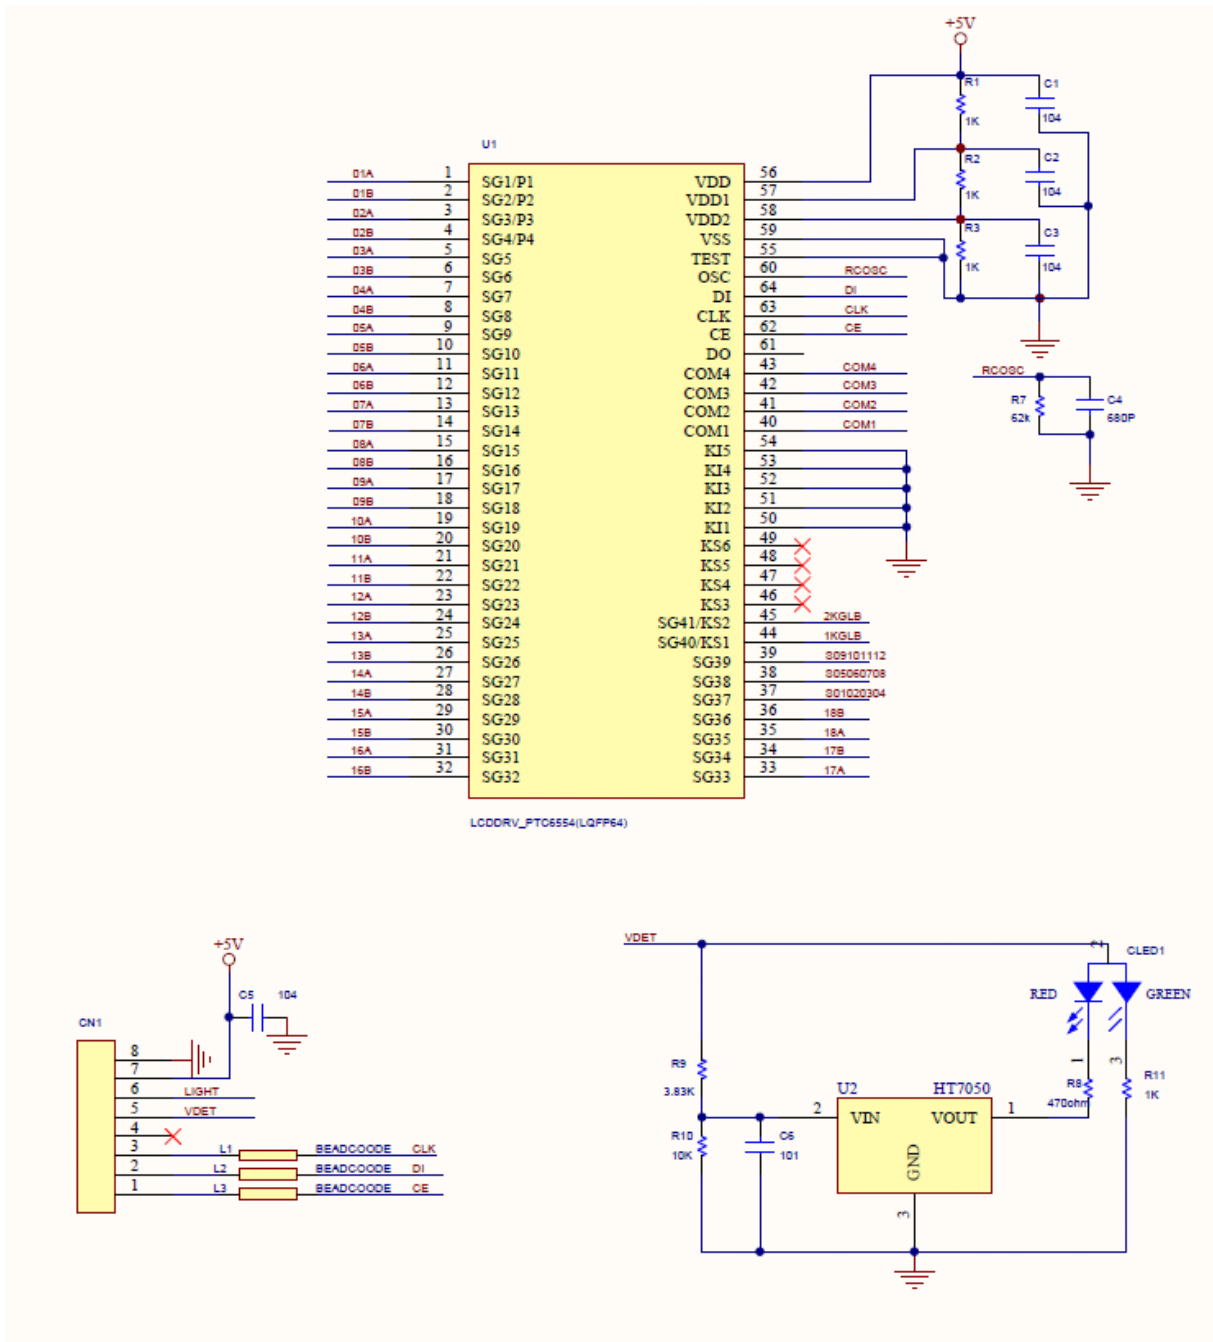 +5V
R1
1K
C1
104
R2
1K
C2
104
R3
1K
C3
104
U1
01A 1 SG1/P1 VDD 56
01B 2 SG2/P2 VDD1 57
02A 3 SG3/P3 VDD2 58
02B 4 SG4/P4 VSS 59
03A 5 SG5 TEST 55
03B 6 SG6 OSC 60 RCOSC
04A 7 SG7 DI 64 DI
04B 8 SG8 CLK 63 CLK
05A 9 SG9 CE 62 CE
05B 10 SG10 DO 61
06A 11 SG11 COM4 43 COM4
06B 12 SG12 COM3 42 COM3
07A 13 SG13 COM2 41 COM2
07B 14 SG14 COM1 40 COM1
08A 15 SG15 KI5 54
08B 16 SG16 KI4 53
09A 17 SG17 KI3 52
09B 18 SG18 KI2 51
10A 19 SG19 KI1 50
10B 20 SG20 KS6 49
11A 21 SG21 KS5 48
11B 22 SG22 KS4 47
12A 23 SG23 KS3 46
12B 24 SG24 SG41/KS2 45 2KGLB
13A 25 SG25 SG40/KS1 44 1KGLB
13B 26 SG26 SG39 39 S09101112
14A 27 SG27 SG38 38 S05060708
14B 28 SG28 SG37 37 S01020304
15A 29 SG29 SG36 36 18B
15B 30 SG30 SG35 35 18A
16A 31 SG31 SG34 34 17B
16B 32 SG32 SG33 33 17A
LCDDRV_PTC6554(LQFP64)
RCOSC
R7
62k
C4
680P
+5V
C5 104
CN1
8
7
6 LIGHT
5 VDET
4
3 L1 BEADCOODE CLK
2 L2 BEADCOODE DI
1 L3 BEADCOODE CE
VDET
2
CLED1
RED GREEN
1 3
R9
3.83K
R8
470ohm
R11
1K
U2 HT7050
2 VIN VOUT 1
GND
3
R10
10K
C6
101